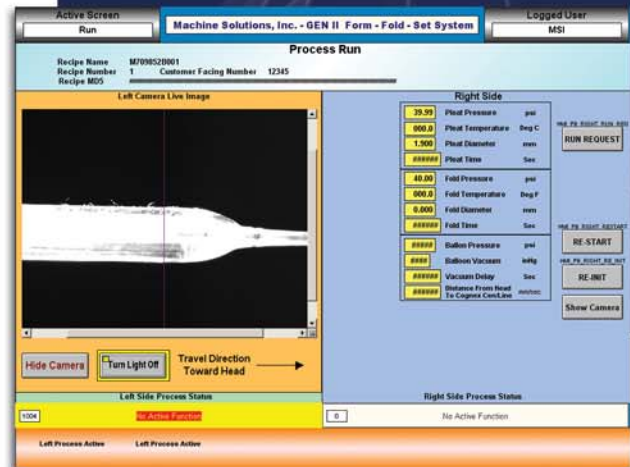 Active Screen
Run
Machine Solutions, Inc. - GEN II Form - Fold - Set System
Logged User
MSI
Process Run
Recipe Name M709852B001
Recipe Number 1 Customer Facing Number 12345
Recipe MD5
Left Camera Live Image
Hide Camera
Turn Light Off
Travel Direction
Toward Head
Right Side
39.99 Pleat Pressure psi
000.0 Pleat Temperature Deg C
1.900 Pleat Diameter mm
###### Pleat Time Sec
40.00 Fold Pressure psi
000.0 Fold Temperature Deg F
0.000 Fold Diameter mm
###### Fold Time Sec
##### Ballon Pressure psi
#### Balloon Vacuum inHg
###### Vacuum Delay Sec
###### Distance From Head
To Cognex Cen/Line
RUN REQUEST
HMI_PB_RIGHT_RESTART
RE-START
HMI_PB_RIGHT_RE_INIT
RE-INIT
Show Camera
Left Side Process Status
1004 No Active Function
Right Side Process Status
0 No Active Function
Left Process Active Left Process Active